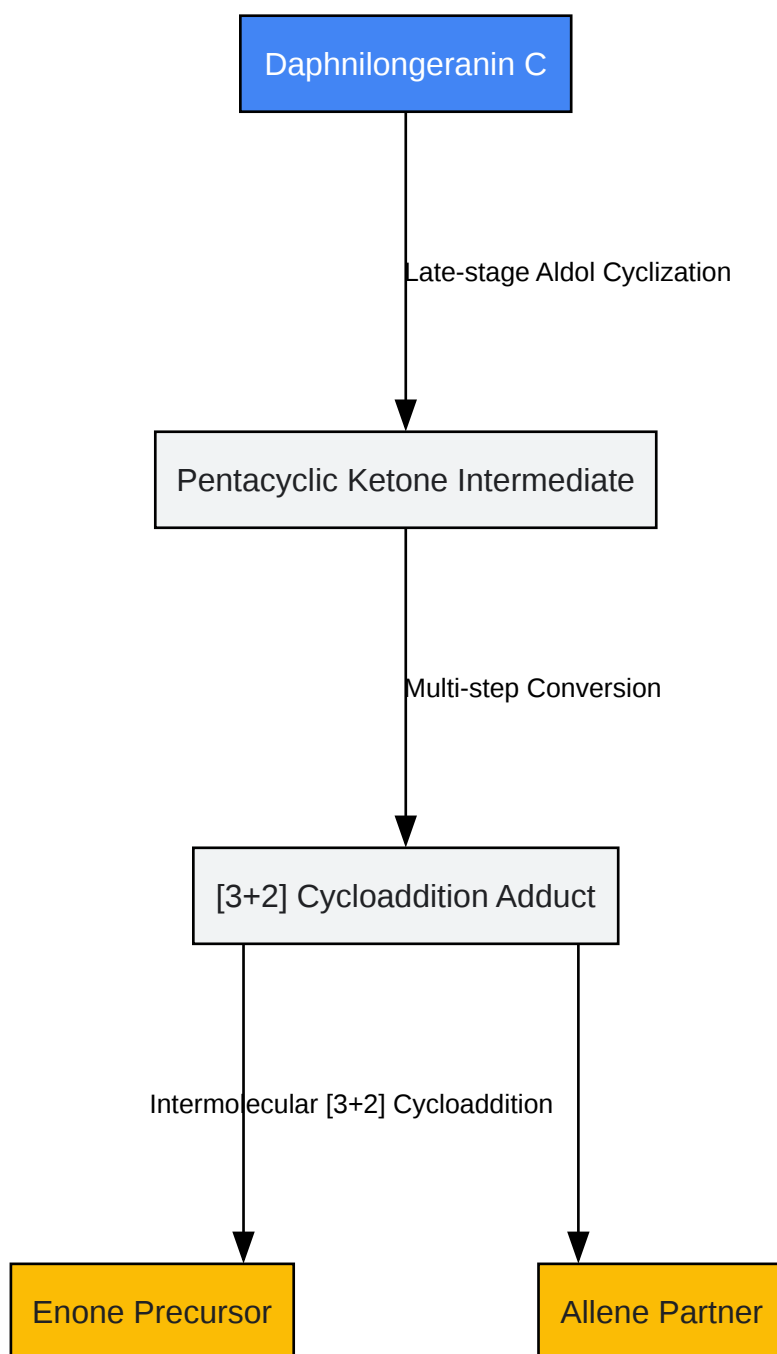 Daphnilongeranin C
Late-stage Aldol Cyclization
Pentacyclic Ketone Intermediate
Multi-step Conversion
[3+2] Cycloaddition Adduct
Intermolecular [3+2] Cycloaddition
Enone Precursor
Allene Partner